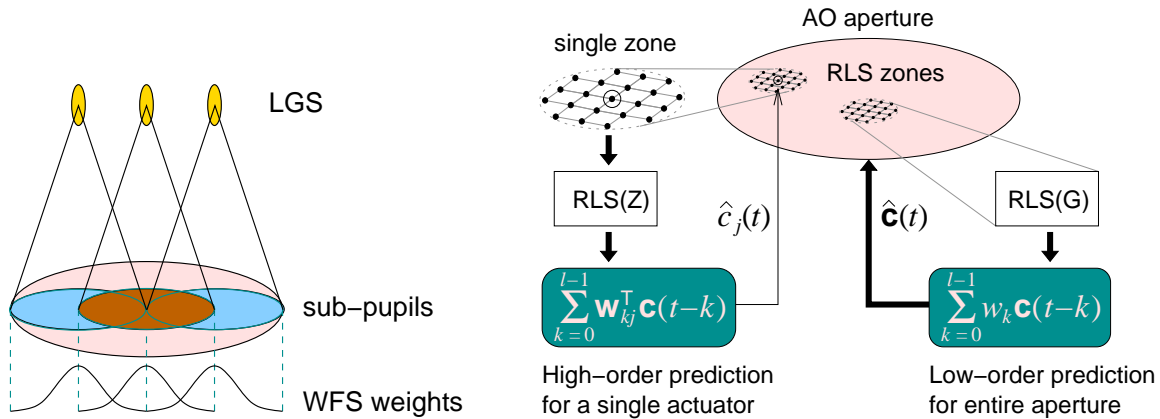 LGS
sub−pupils
WFS weights
AO aperture
single zone
RLS zones
RLS(Z)
RLS(G)
ĉ_j(t)
𝐜̂(t)
∑_{k = 0}^{l−1} 𝐰_{kj}^⊤ 𝐜(t−k)
∑_{k = 0}^{l−1} w_k 𝐜(t−k)
High−order prediction
for a single actuator
Low−order prediction
for entire aperture